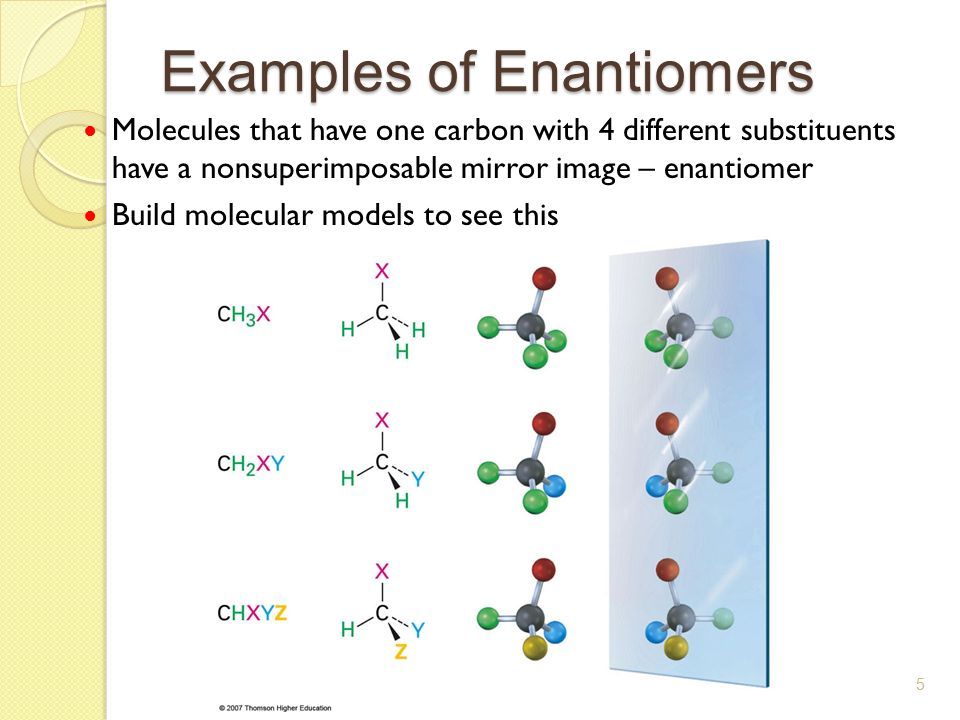 Examples of Enantiomers
Molecules that have one carbon with 4 different substituents
have a nonsuperimposable mirror image – enantiomer
Build molecular models to see this
X
CH₃X
C
H
H
H
X
CH₂XY
C
H
Y
H
X
CHXYZ
C
H
Y
Z
5
© 2007 Thomson Higher Education